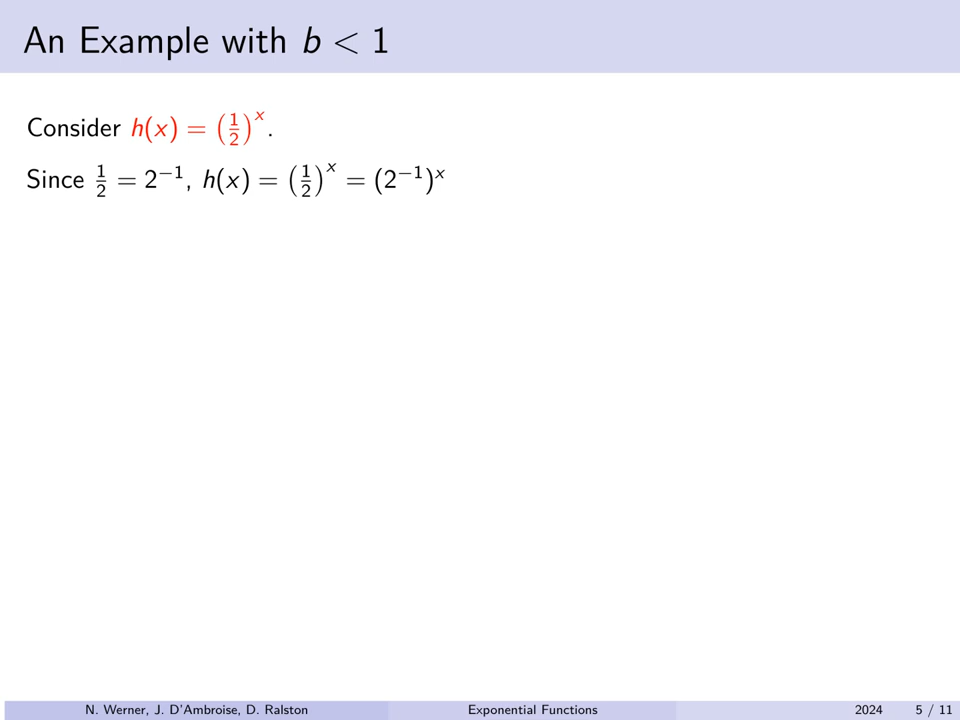 An Example with b < 1
Consider h(x) = (1/2)^x.
Since 1/2 = 2^−1, h(x) = (1/2)^x = (2^−1)^x
N. Werner, J. D'Ambroise, D. Ralston Exponential Functions 2024 5 / 11